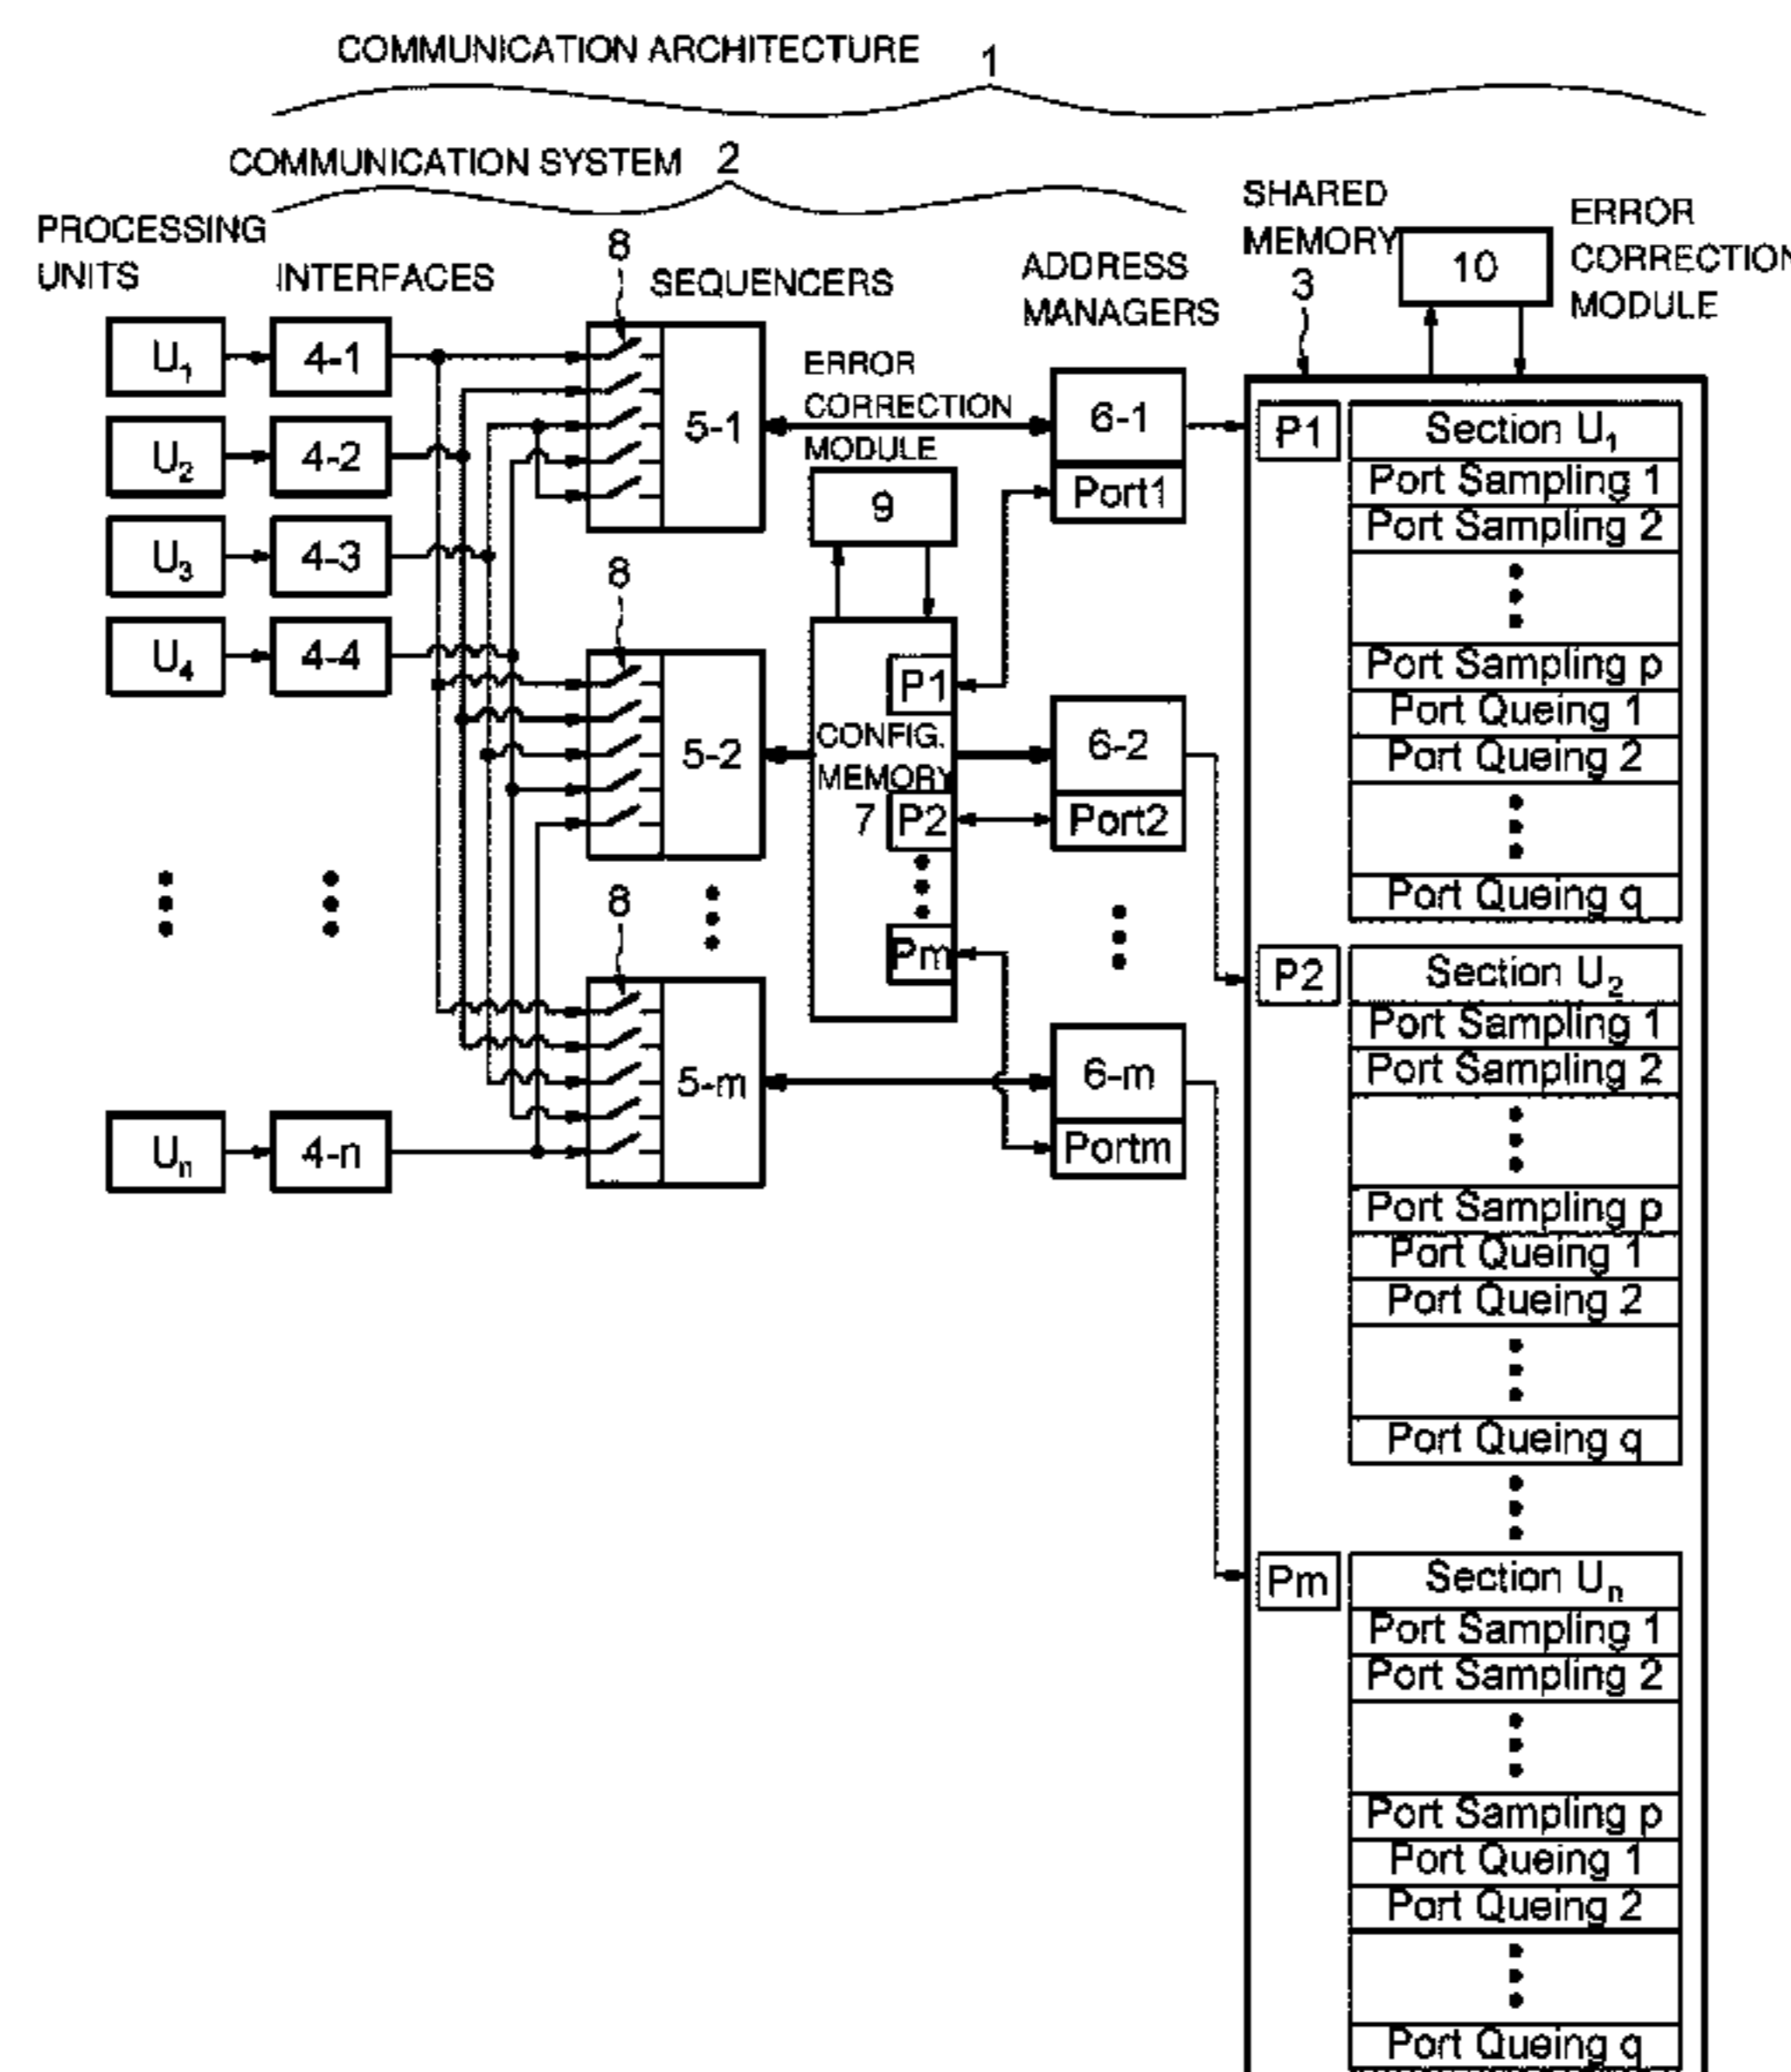 COMMUNICATION ARCHITECTURE 1
COMMUNICATION SYSTEM 2
PROCESSING
UNITS
INTERFACES
8
SEQUENCERS
ADDRESS
MANAGERS
SHARED
MEMORY
3
10
ERROR
CORRECTION
MODULE
U1
4-1
U2
4-2
U3
4-3
U4
4-4
Un
4-n
5-1
8
5-2
8
5-m
ERROR
CORRECTION
MODULE
9
P1
CONFIG.
MEMORY
7
P2
Pm
6-1
Port1
6-2
Port2
6-m
Portm
P1
Section U1
Port Sampling 1
Port Sampling 2
Port Sampling p
Port Queing 1
Port Queing 2
Port Queing q
P2
Section U2
Port Sampling 1
Port Sampling 2
Port Sampling p
Port Queing 1
Port Queing 2
Port Queing q
Pm
Section Un
Port Sampling 1
Port Sampling 2
Port Sampling p
Port Queing 1
Port Queing 2
Port Queing q